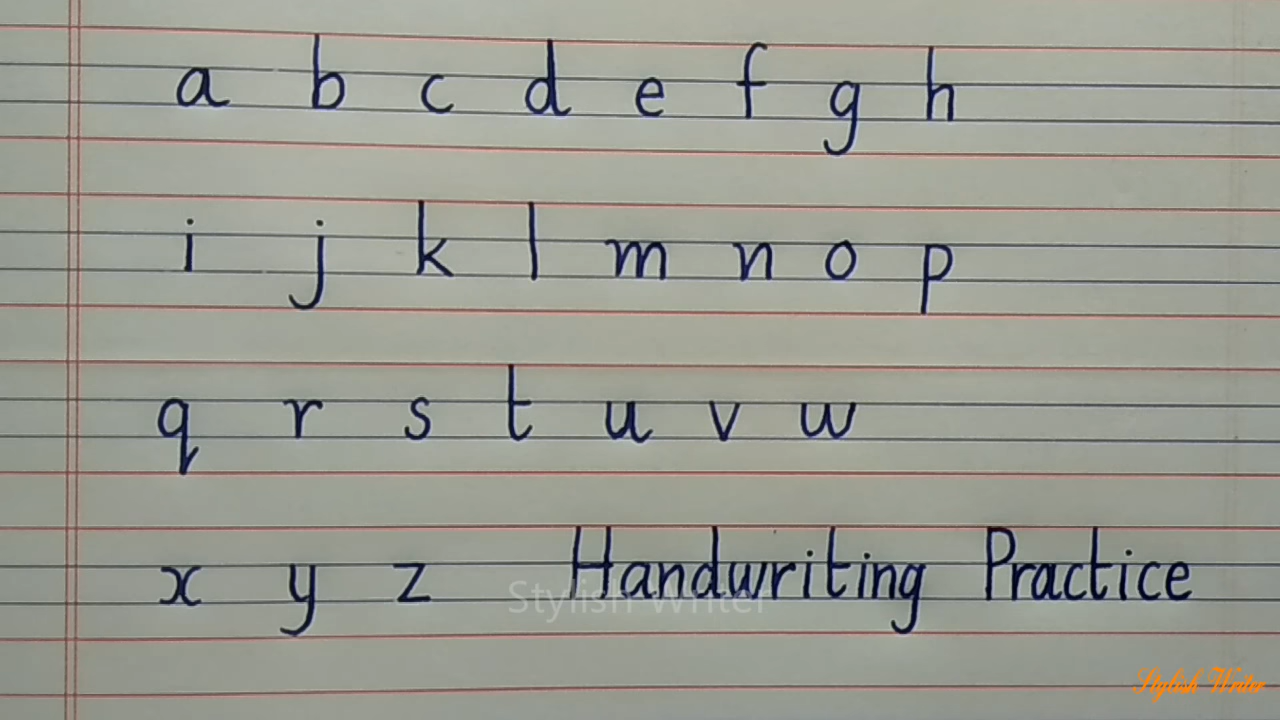 a b c d e f g h
i j k l m n o p
q r s t u v w
x y z Handwriting Practice
Stylish Writer
Stylish Writer